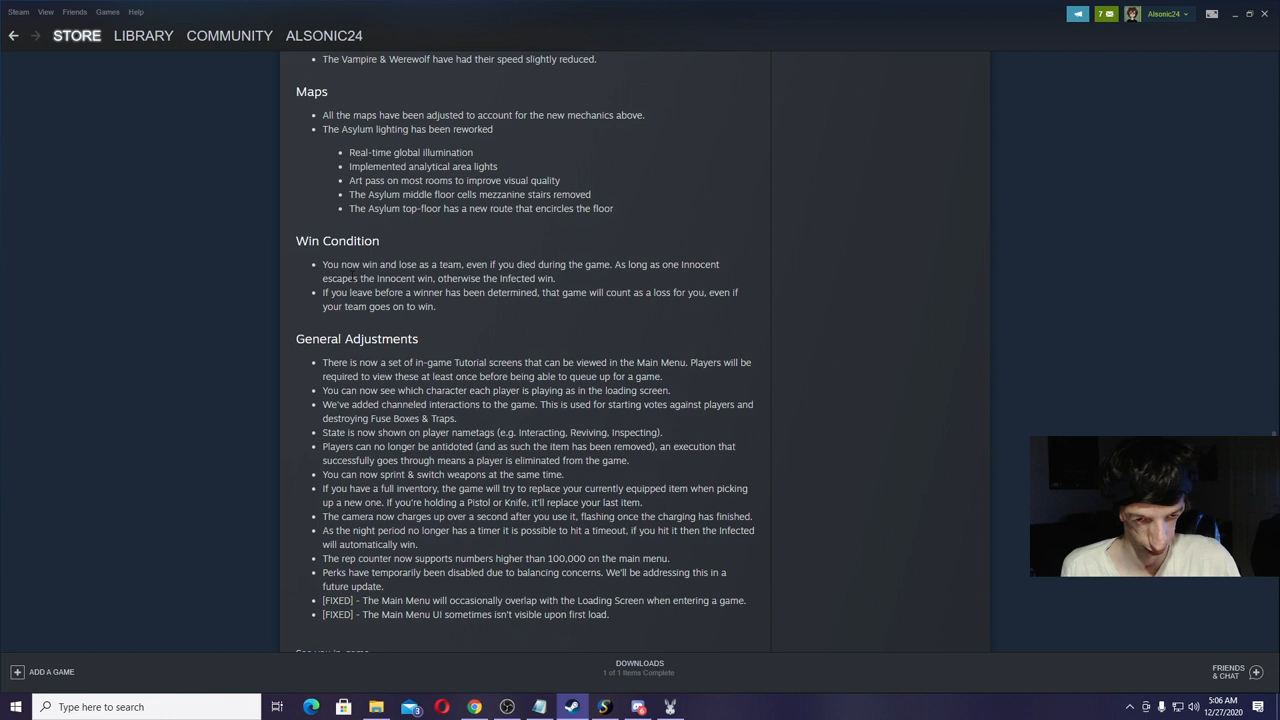 Steam View Friends Games Help
7
Alsonic24
STORE LIBRARY COMMUNITY ALSONIC24
The Vampire & Werewolf have had their speed slightly reduced.
Maps
All the maps have been adjusted to account for the new mechanics above.
The Asylum lighting has been reworked
Real-time global illumination
Implemented analytical area lights
Art pass on most rooms to improve visual quality
The Asylum middle floor cells mezzanine stairs removed
The Asylum top-floor has a new route that encircles the floor
Win Condition
You now win and lose as a team, even if you died during the game. As long as one Innocent
escapes the Innocent win, otherwise the Infected win.
If you leave before a winner has been determined, that game will count as a loss for you, even if
your team goes on to win.
General Adjustments
There is now a set of in-game Tutorial screens that can be viewed in the Main Menu. Players will be
required to view these at least once before being able to queue up for a game.
You can now see which character each player is playing as in the loading screen.
We've added channeled interactions to the game. This is used for starting votes against players and
destroying Fuse Boxes & Traps.
State is now shown on player nametags (e.g. Interacting, Reviving, Inspecting).
Players can no longer be antidoted (and as such the item has been removed), an execution that
successfully goes through means a player is eliminated from the game.
You can now sprint & switch weapons at the same time.
If you have a full inventory, the game will try to replace your currently equipped item when picking
up a new one. If you're holding a Pistol or Knife, it'll replace your last item.
The camera now charges up over a second after you use it, flashing once the charging has finished.
As the night period no longer has a timer it is possible to hit a timeout, if you hit it then the Infected
will automatically win.
The rep counter now supports numbers higher than 100,000 on the main menu.
Perks have temporarily been disabled due to balancing concerns. We'll be addressing this in a
future update.
[FIXED] - The Main Menu will occasionally overlap with the Loading Screen when entering a game.
[FIXED] - The Main Menu UI sometimes isn't visible upon first load.
See you in-game
ADD A GAME
DOWNLOADS
1 of 1 Items Complete
FRIENDS
& CHAT
Type here to search
3
5:06 AM
12/27/2020